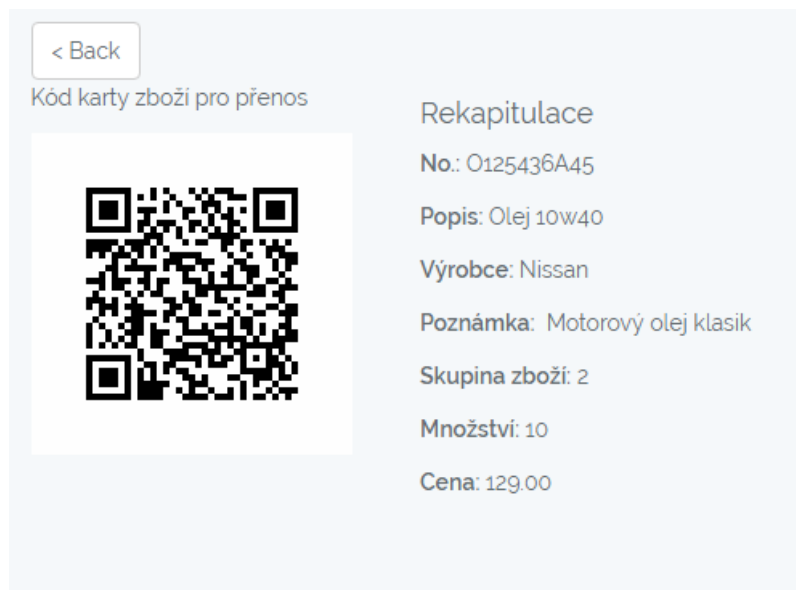 < Back
Kód karty zboží pro přenos
Rekapitulace
No.: O125436A45
Popis: Olej 10w40
Výrobce: Nissan
Poznámka: Motorový olej klasik
Skupina zboží: 2
Množství: 10
Cena: 129.00